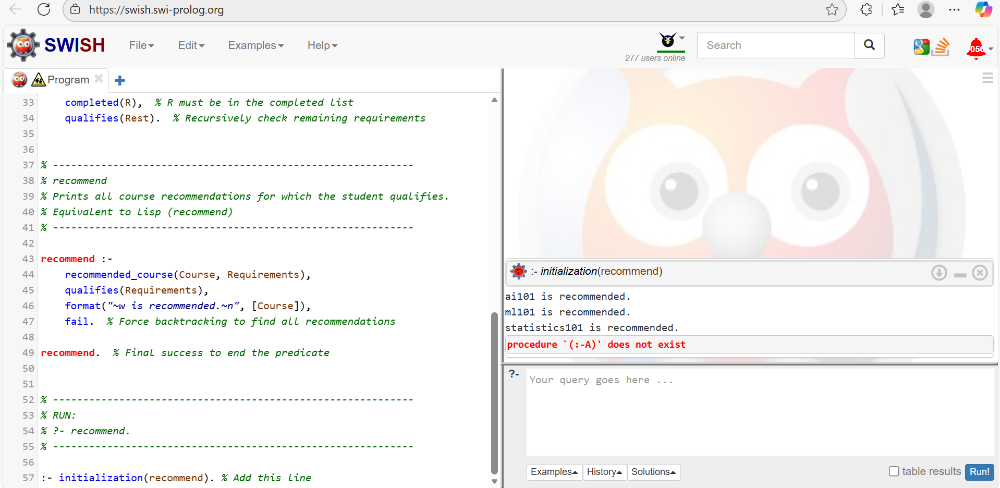 https://swish.swi-prolog.org
SWISH File Edit Examples Help
277 users online
Search
Program
33 completed(R), % R must be in the completed list
34 qualifies(Rest). % Recursively check remaining requirements
35
36
37 % ------------------------------------------------------------
38 % recommend
39 % Prints all course recommendations for which the student qualifies.
40 % Equivalent to Lisp (recommend)
41 % ------------------------------------------------------------
42
43 recommend :-
44 recommended_course(Course, Requirements),
45 qualifies(Requirements),
46 format("~w is recommended.~n", [Course]),
47 fail. % Force backtracking to find all recommendations
48
49 recommend. % Final success to end the predicate
50
51
52 % ------------------------------------------------------------
53 % RUN:
54 % ?- recommend.
55 % ------------------------------------------------------------
56
57 :- initialization(recommend). % Add this line
:- initialization(recommend)
ai101 is recommended.
ml101 is recommended.
statistics101 is recommended.
procedure `(:-A)' does not exist
?- Your query goes here ...
Examples History Solutions
table results Run!